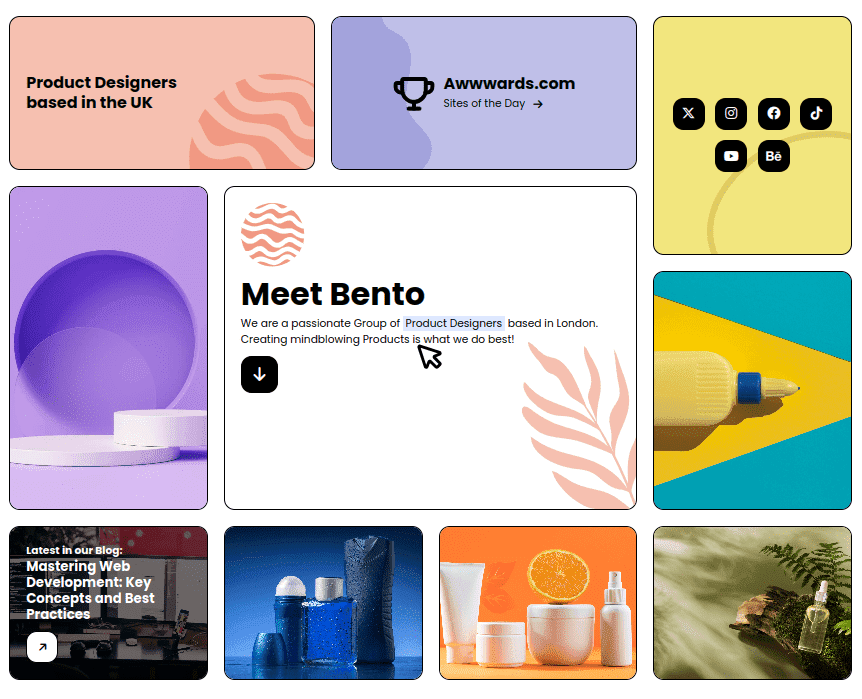 Product Designers
based in the UK
Awwwards.com
Sites of the Day →
Bē
Meet Bento
We are a passionate Group of Product Designers based in London.
Creating mindblowing Products is what we do best!
Latest in our Blog:
Mastering Web
Development: Key
Concepts and Best
Practices